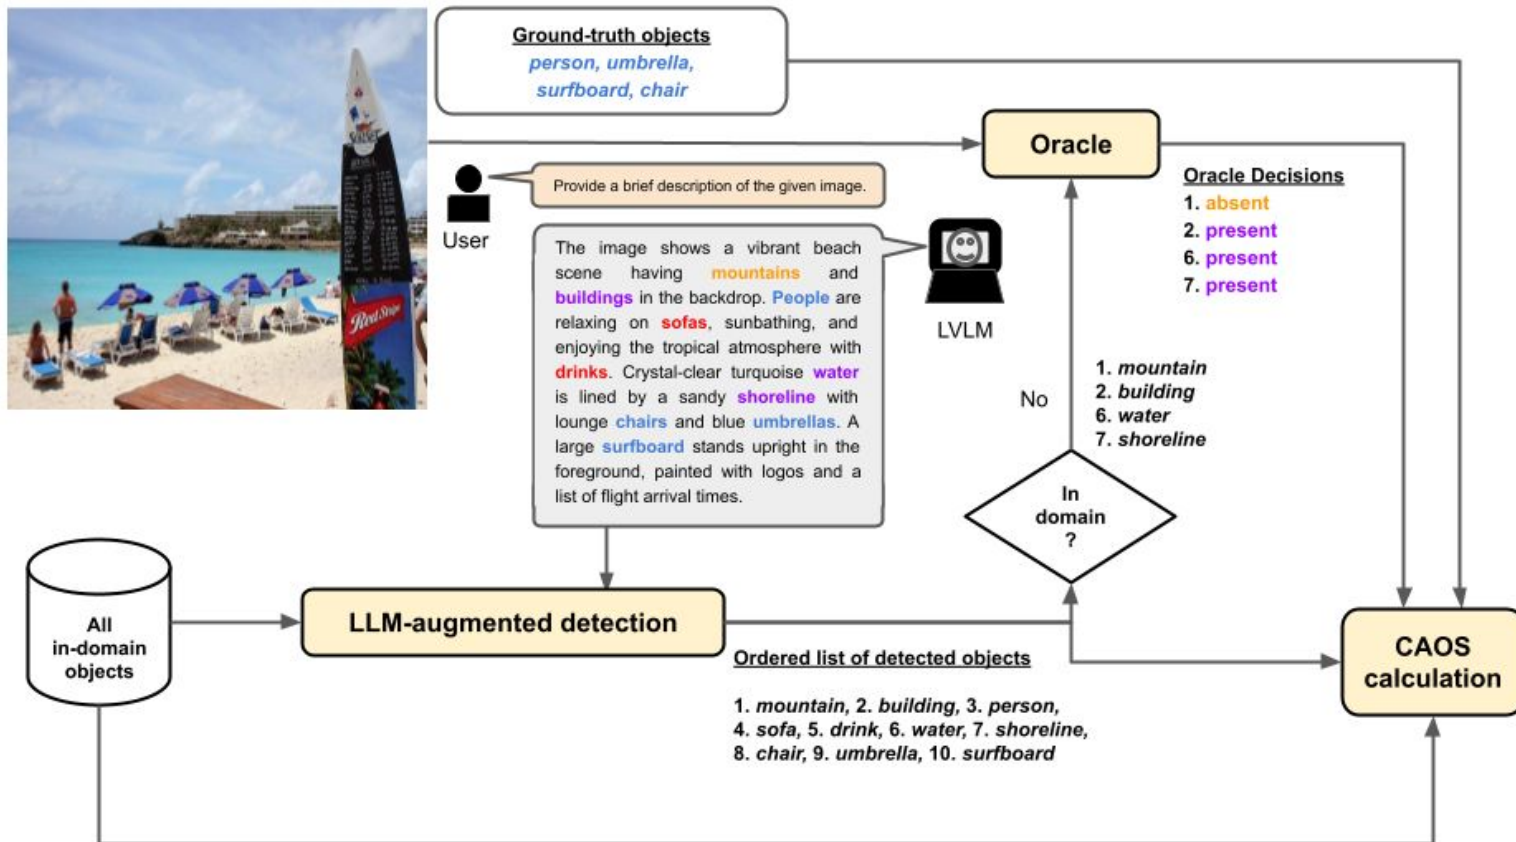 Ground-truth objects
person, umbrella,
surfboard, chair
Oracle
Provide a brief description of the given image.
User
The image shows a vibrant beach
scene having mountains and
buildings in the backdrop. People are
relaxing on sofas, sunbathing, and
enjoying the tropical atmosphere with
drinks. Crystal-clear turquoise water
is lined by a sandy shoreline with
lounge chairs and blue umbrellas. A
large surfboard stands upright in the
foreground, painted with logos and a
list of flight arrival times.
LVLM
Oracle Decisions
1. absent
2. present
6. present
7. present
No
1. mountain
2. building
6. water
7. shoreline
In
domain
?
Red Stripe
All
in-domain
objects
LLM-augmented detection
Ordered list of detected objects
1. mountain, 2. building, 3. person,
4. sofa, 5. drink, 6. water, 7. shoreline,
8. chair, 9. umbrella, 10. surfboard
CAOS
calculation